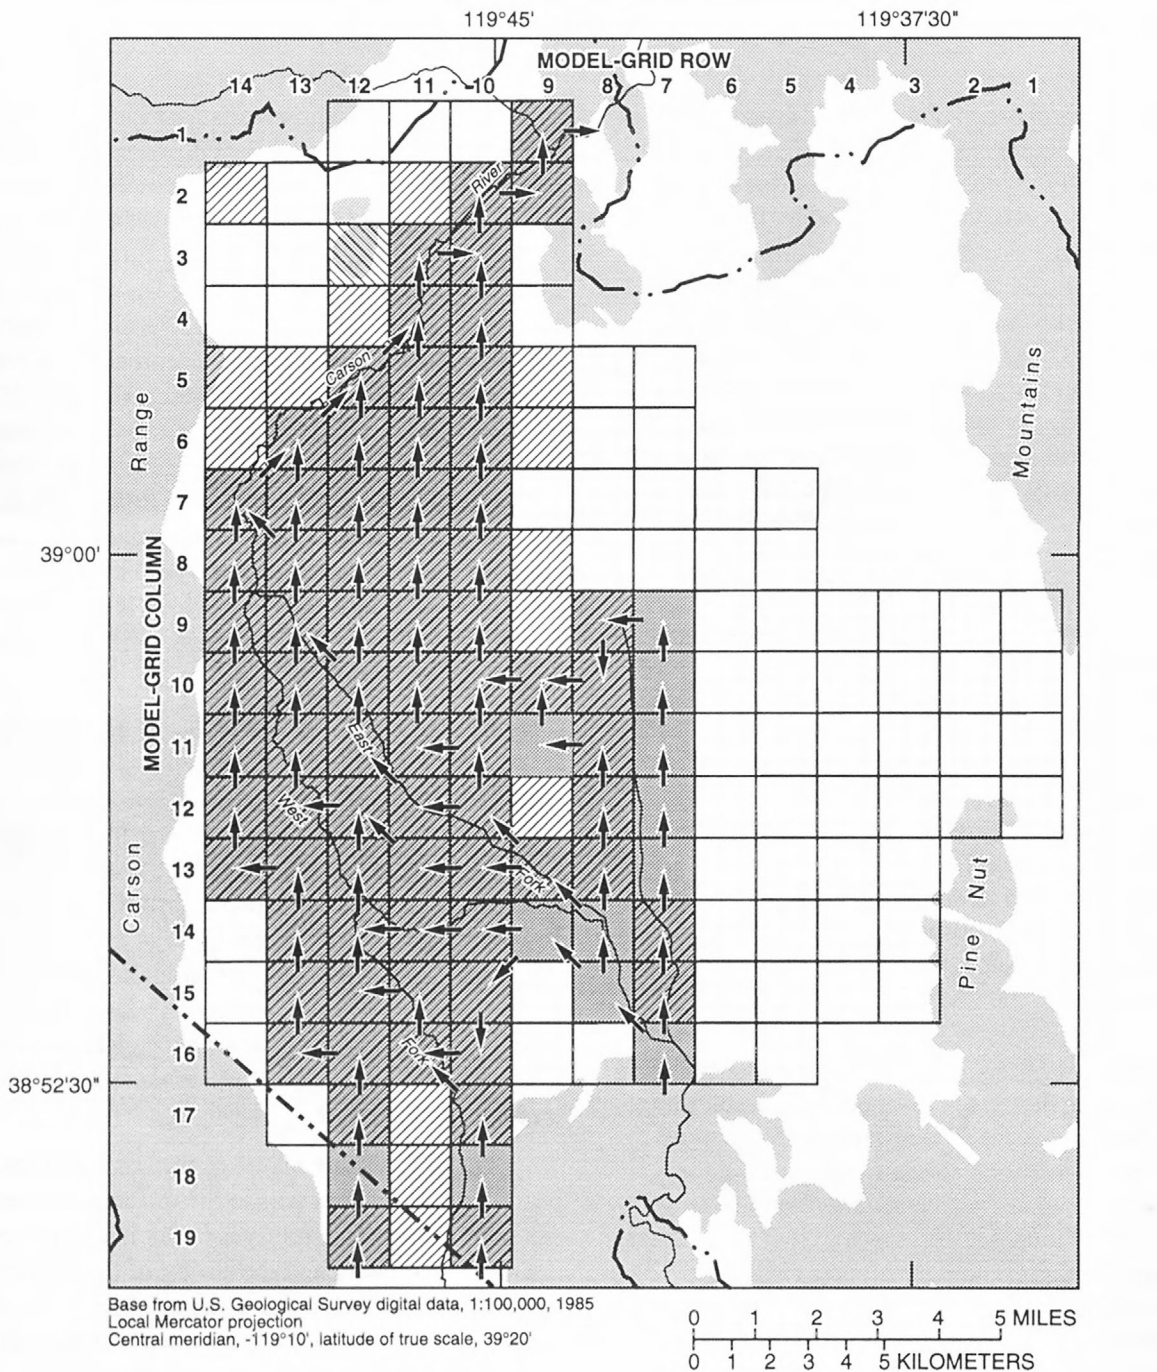 119°45' 119°37'30"
MODEL-GRID ROW
14 13 12 11 10 9 8 7 6 5 4 3 2 1
1
2
River
3
4
Carson
5
6
Range
Mountains
7
39°00'
8
MODEL-GRID COLUMN
9
10
East
11
West
12
Carson
13
Fork
Pine Nut
14
15
16
Fork
38°52'30"
17
18
19
Base from U.S. Geological Survey digital data, 1:100,000, 1985
Local Mercator projection
Central meridian, -119°10', latitude of true scale, 39°20'
0 1 2 3 4 5 MILES
0 1 2 3 4 5 KILOMETERS